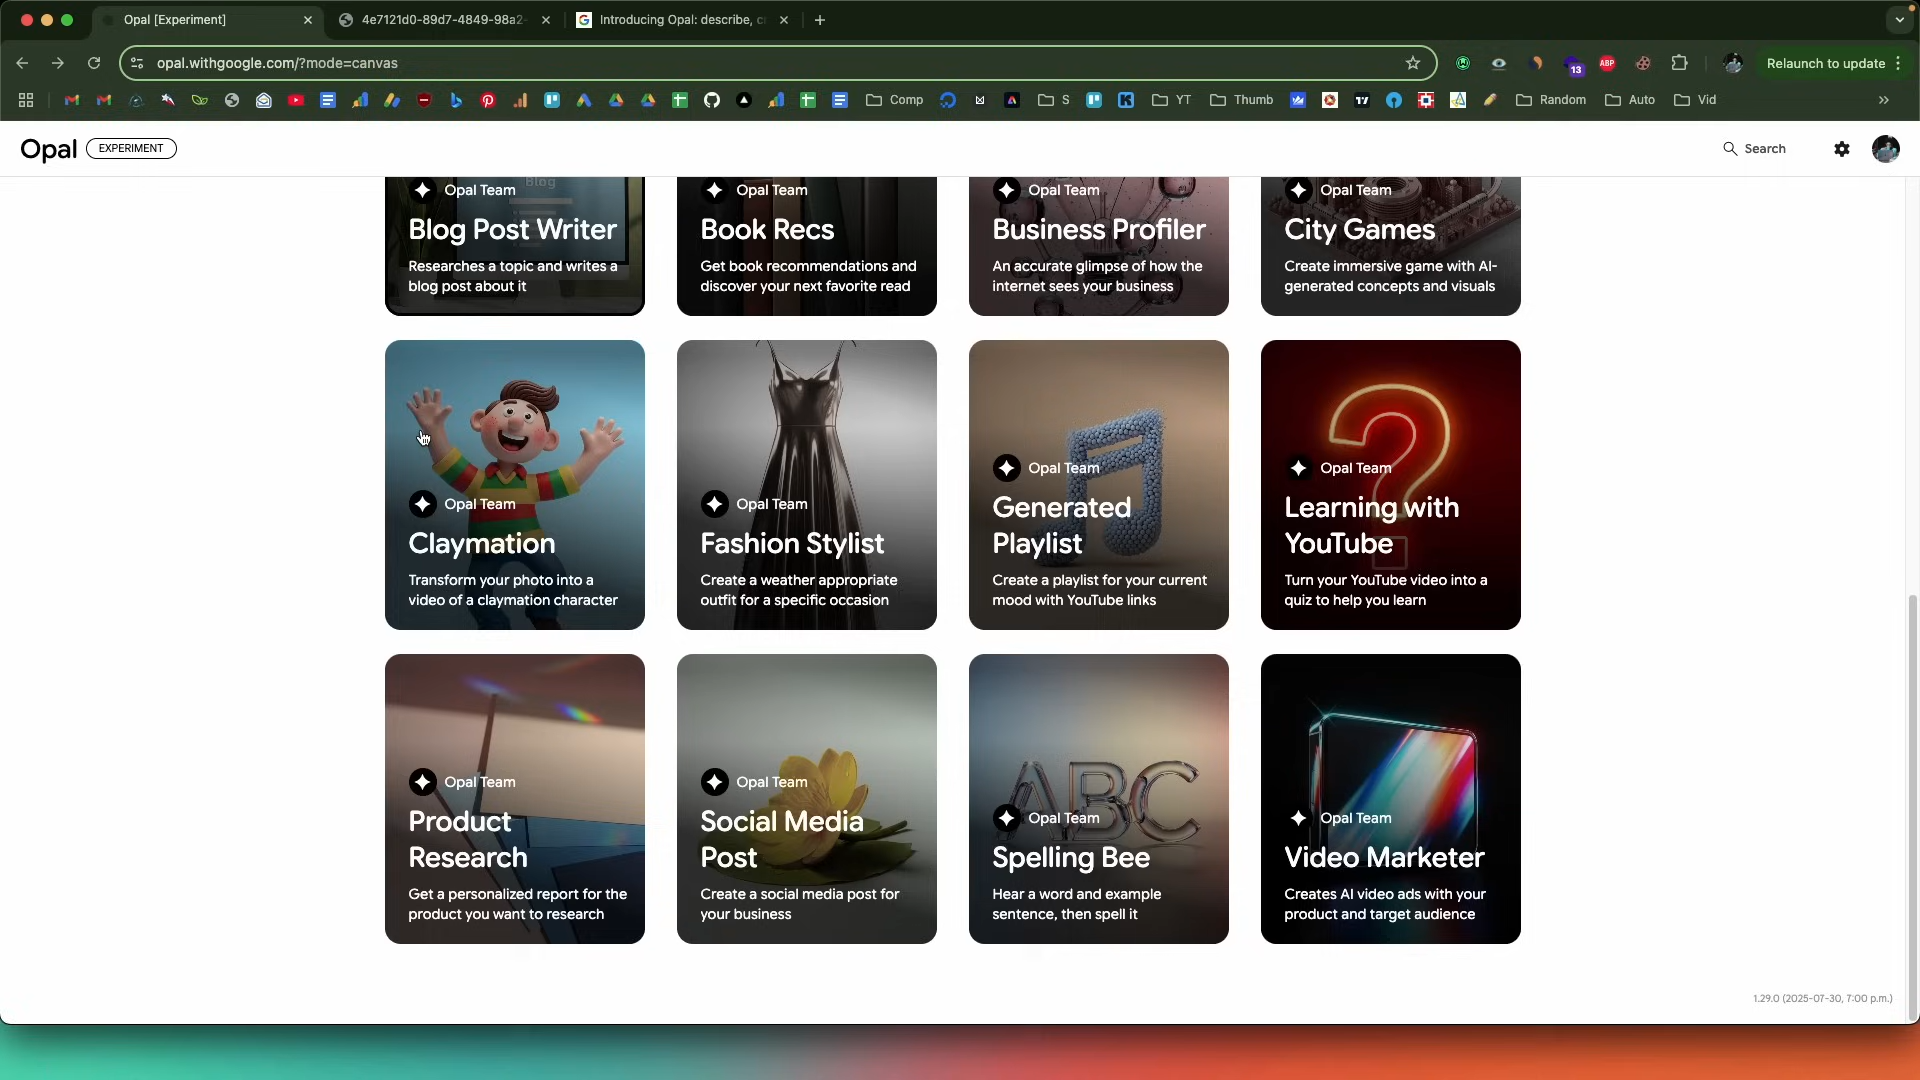 Opal [Experiment]
4e7121d0-89d7-4849-98a2-
Introducing Opal: describe, c
opal.withgoogle.com/?mode=canvas
13
ABP
Relaunch to update
Comp
S
YT
Thumb
Random
Auto
Vid
Opal
EXPERIMENT
Search
Blog
Opal Team
Blog Post Writer
Researches a topic and writes a
blog post about it
Opal Team
Book Recs
Get book recommendations and
discover your next favorite read
Opal Team
Business Profiler
An accurate glimpse of how the
internet sees your business
Opal Team
City Games
Create immersive game with AI-
generated concepts and visuals
Opal Team
Claymation
Transform your photo into a
video of a claymation character
Opal Team
Fashion Stylist
Create a weather appropriate
outfit for a specific occasion
Opal Team
Generated
Playlist
Create a playlist for your current
mood with YouTube links
Opal Team
Learning with
YouTube
Turn your YouTube video into a
quiz to help you learn
Opal Team
Product
Research
Get a personalized report for the
product you want to research
Opal Team
Social Media
Post
Create a social media post for
your business
ABC
Opal Team
Spelling Bee
Hear a word and example
sentence, then spell it
Opal Team
Video Marketer
Creates AI video ads with your
product and target audience
1.29.0 (2025-07-30, 7:00 p.m.)